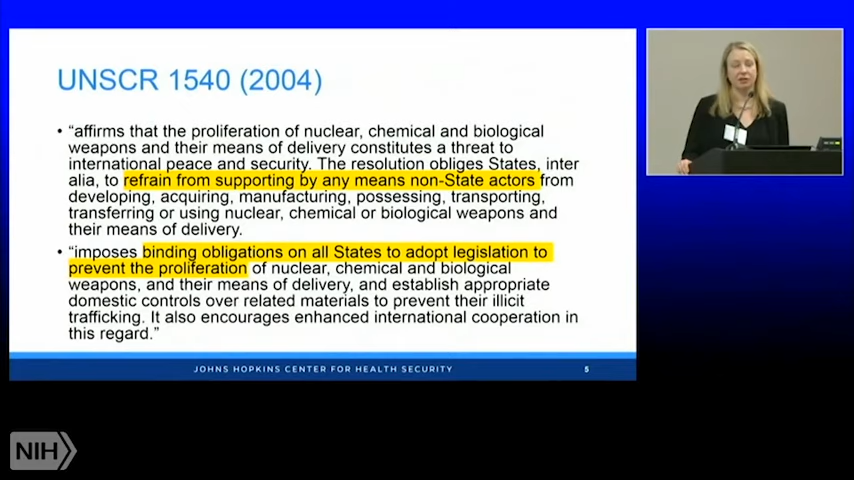 UNSCR 1540 (2004)
• “affirms that the proliferation of nuclear, chemical and biological
weapons and their means of delivery constitutes a threat to
international peace and security. The resolution obliges States, inter
alia, to refrain from supporting by any means non-State actors from
developing, acquiring, manufacturing, possessing, transporting,
transferring or using nuclear, chemical or biological weapons and
their means of delivery.
• “imposes binding obligations on all States to adopt legislation to
prevent the proliferation of nuclear, chemical and biological
weapons, and their means of delivery, and establish appropriate
domestic controls over related materials to prevent their illicit
trafficking. It also encourages enhanced international cooperation in
this regard.”
JOHNS HOPKINS CENTER FOR HEALTH SECURITY
5
NIH